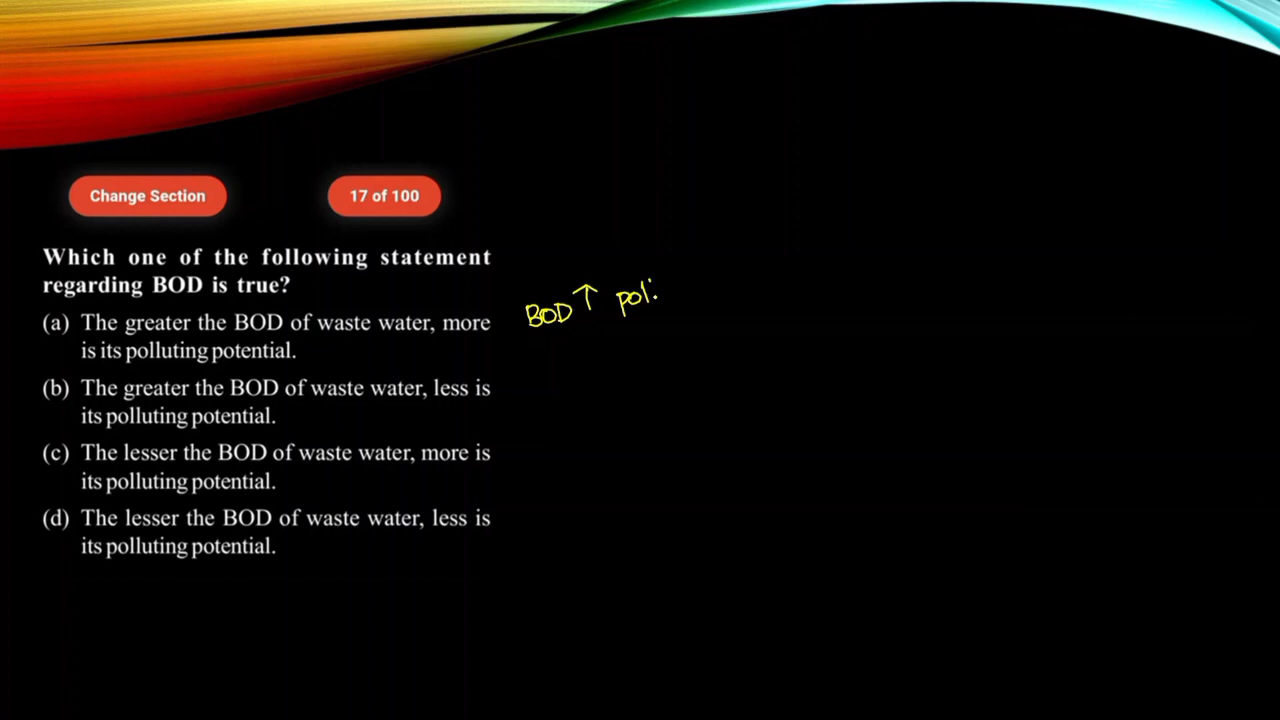 Change Section
17 of 100
Which one of the following statement
regarding BOD is true?
(a) The greater the BOD of waste water, more
is its polluting potential.
(b) The greater the BOD of waste water, less is
its polluting potential.
(c) The lesser the BOD of waste water, more is
its polluting potential.
(d) The lesser the BOD of waste water, less is
its polluting potential.
BOD ↑ pol